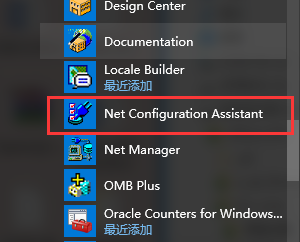 Design Center
Documentation
Locale Builder
最近添加
Net Configuration Assistant
Net Manager
OMB Plus
Oracle Counters for Windows...
最近添加